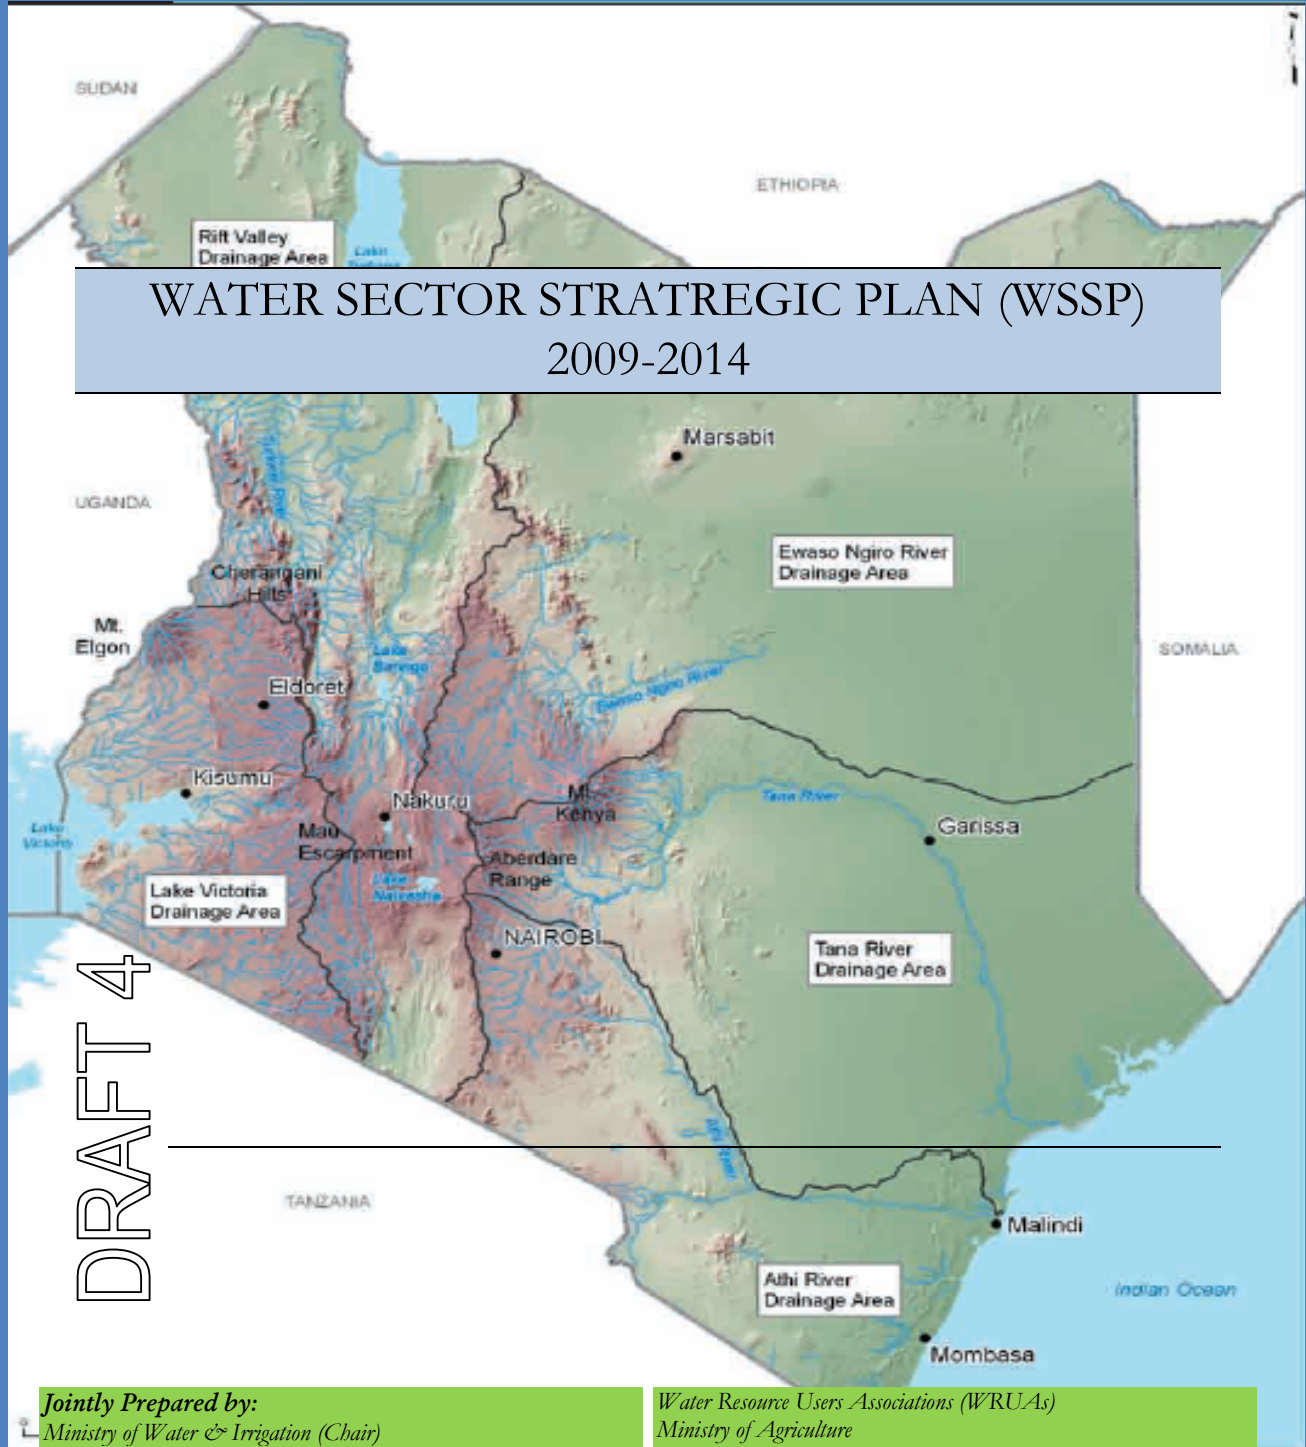 SUDAN
ETHIOPIA
Rift Valley
Drainage Area
Lake
WATER SECTOR STRATREGIC PLAN (WSSP)
2009-2014
Marsabit
UGANDA
Ewaso Ngiro River
Drainage Area
Cherangani
Hills
Mt.
Elgon
SOMALIA
Lake
Baringo
Ewaso Ngiro River
Eldoret
Kisumu
Nakuru
Mt.
Kenya
Tana River
Garissa
Lake
Victoria
Mau
Escarpment
Aberdare
Range
Lake
Naivasha
Lake Victoria
Drainage Area
NAIROBI
Tana River
Drainage Area
DRAFT 4
Athi River
TANZANIA
Malindi
Athi River
Drainage Area
Indian Ocean
Mombasa
Jointly Prepared by:
Ministry of Water & Irrigation (Chair)
Water Resource Users Associations (WRUAs)
Ministry of Agriculture